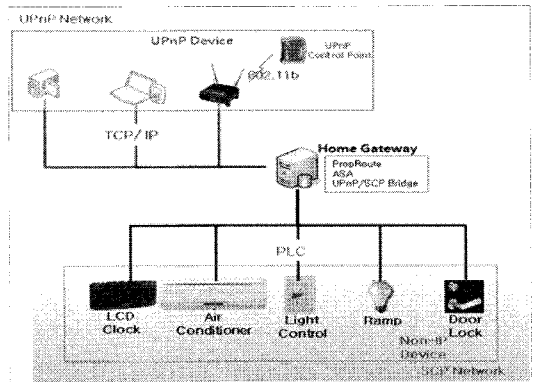 UPnP Network
UPnP Device
UPnP
Control Point
802.11b
TCP/IP
Home Gateway
PropRoute
ASA
UPnP/SCP Bridge
PLC
LCD
Clock
Air
Conditioner
Light
Control
Ramp
Door
Lock
Non-IP
Device
SCP Network